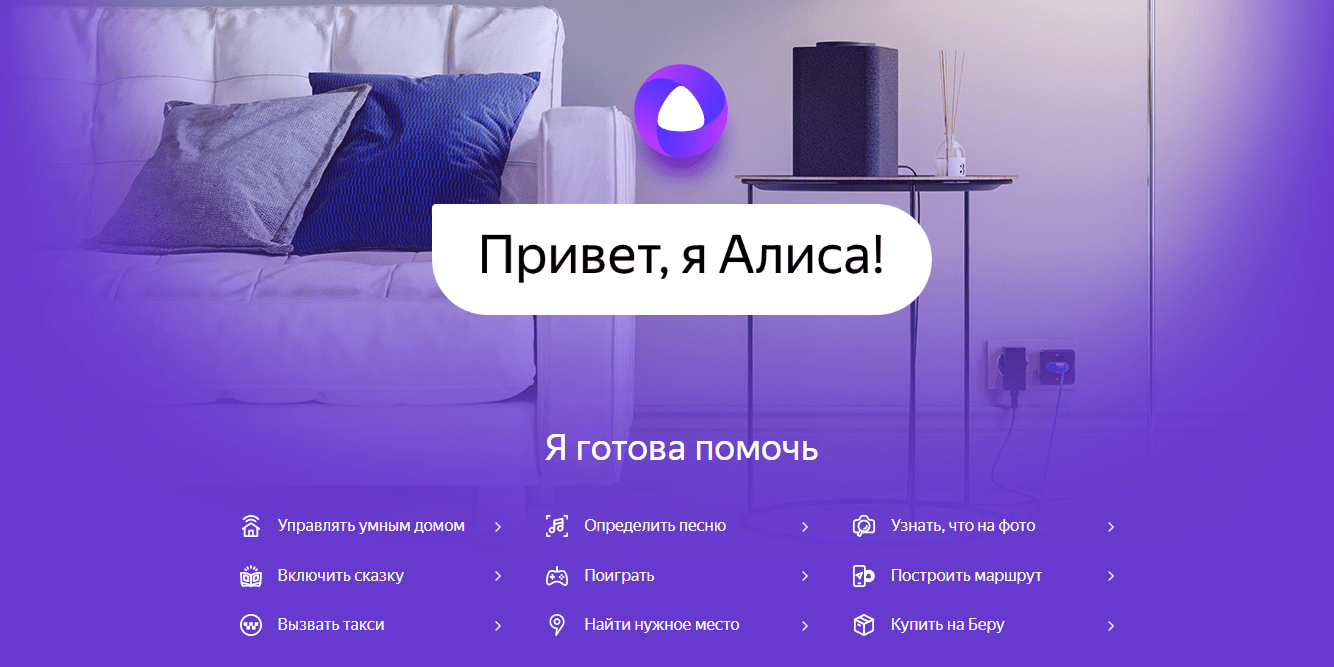 Привет, я Алиса!
Я готова помочь
Управлять умным домом
Определить песню
Узнать, что на фото
Включить сказку
Поиграть
Построить маршрут
Вызвать такси
Найти нужное место
Купить на Беру